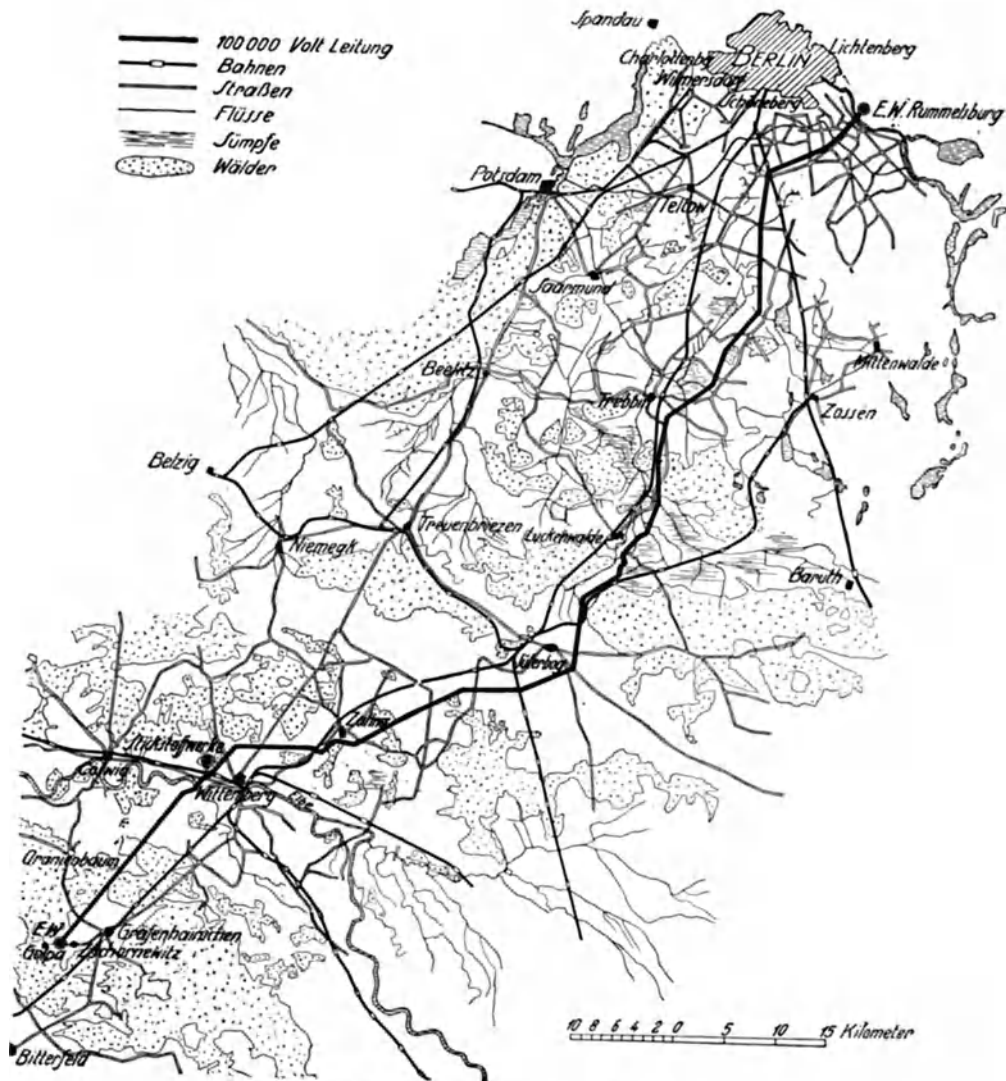 100 000 Volt Leitung
Bahnen
Straßen
Flüsse
Sümpfe
Wälder
Spandau
Charlottenbg
BERLIN
Lichtenberg
Wilmersdorf
Schöneberg
E.W. Rummelsburg
Potsdam
Teltow
Saarmund
Beelitz
Mittenwalde
Trebbin
Zossen
Belzig
Treuenbriezen
Luckenwalde
Niemegk
Baruth
Jüterbog
Zahna
Stickstoffwerke
Coswig
Wittenberg
Elbe
Oranienbaum
E.W.
Golpa
Zschornewitz
Gräfenhainichen
Bitterfeld
10 8 6 4 2 0 5 10 15 Kilometer